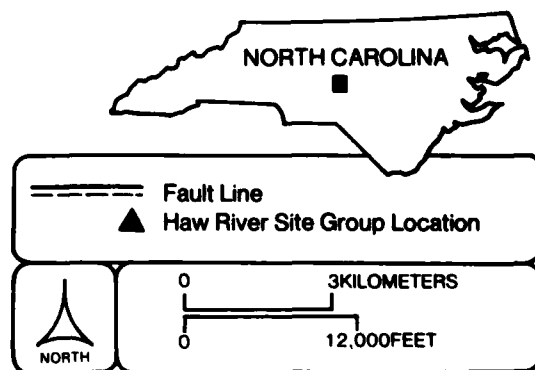 NORTH CAROLINA
Fault Line
Haw River Site Group Location
0 3KILOMETERS
0 12,000FEET
NORTH